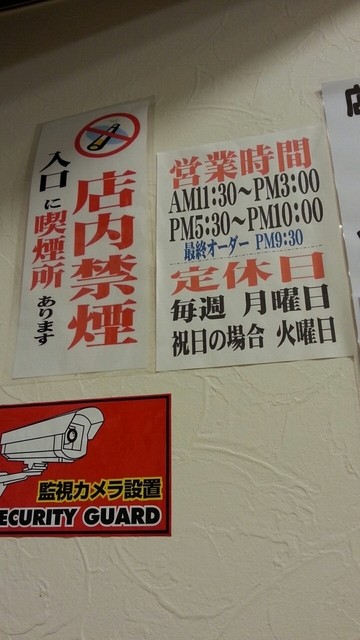 店内禁煙
入口に喫煙所あります
営業時間
AM11:30〜PM3:00
PM5:30〜PM10:00
最終オーダー PM9:30
定休日
毎週 月曜日
祝日の場合 火曜日
監視カメラ設置
ECURITY GUARD